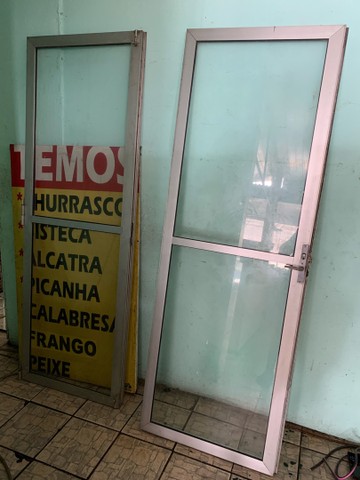 TEMOS
CHURRASCO
BISTECA
ALCATRA
PICANHA
CALABRESA
FRANGO
PEIXE